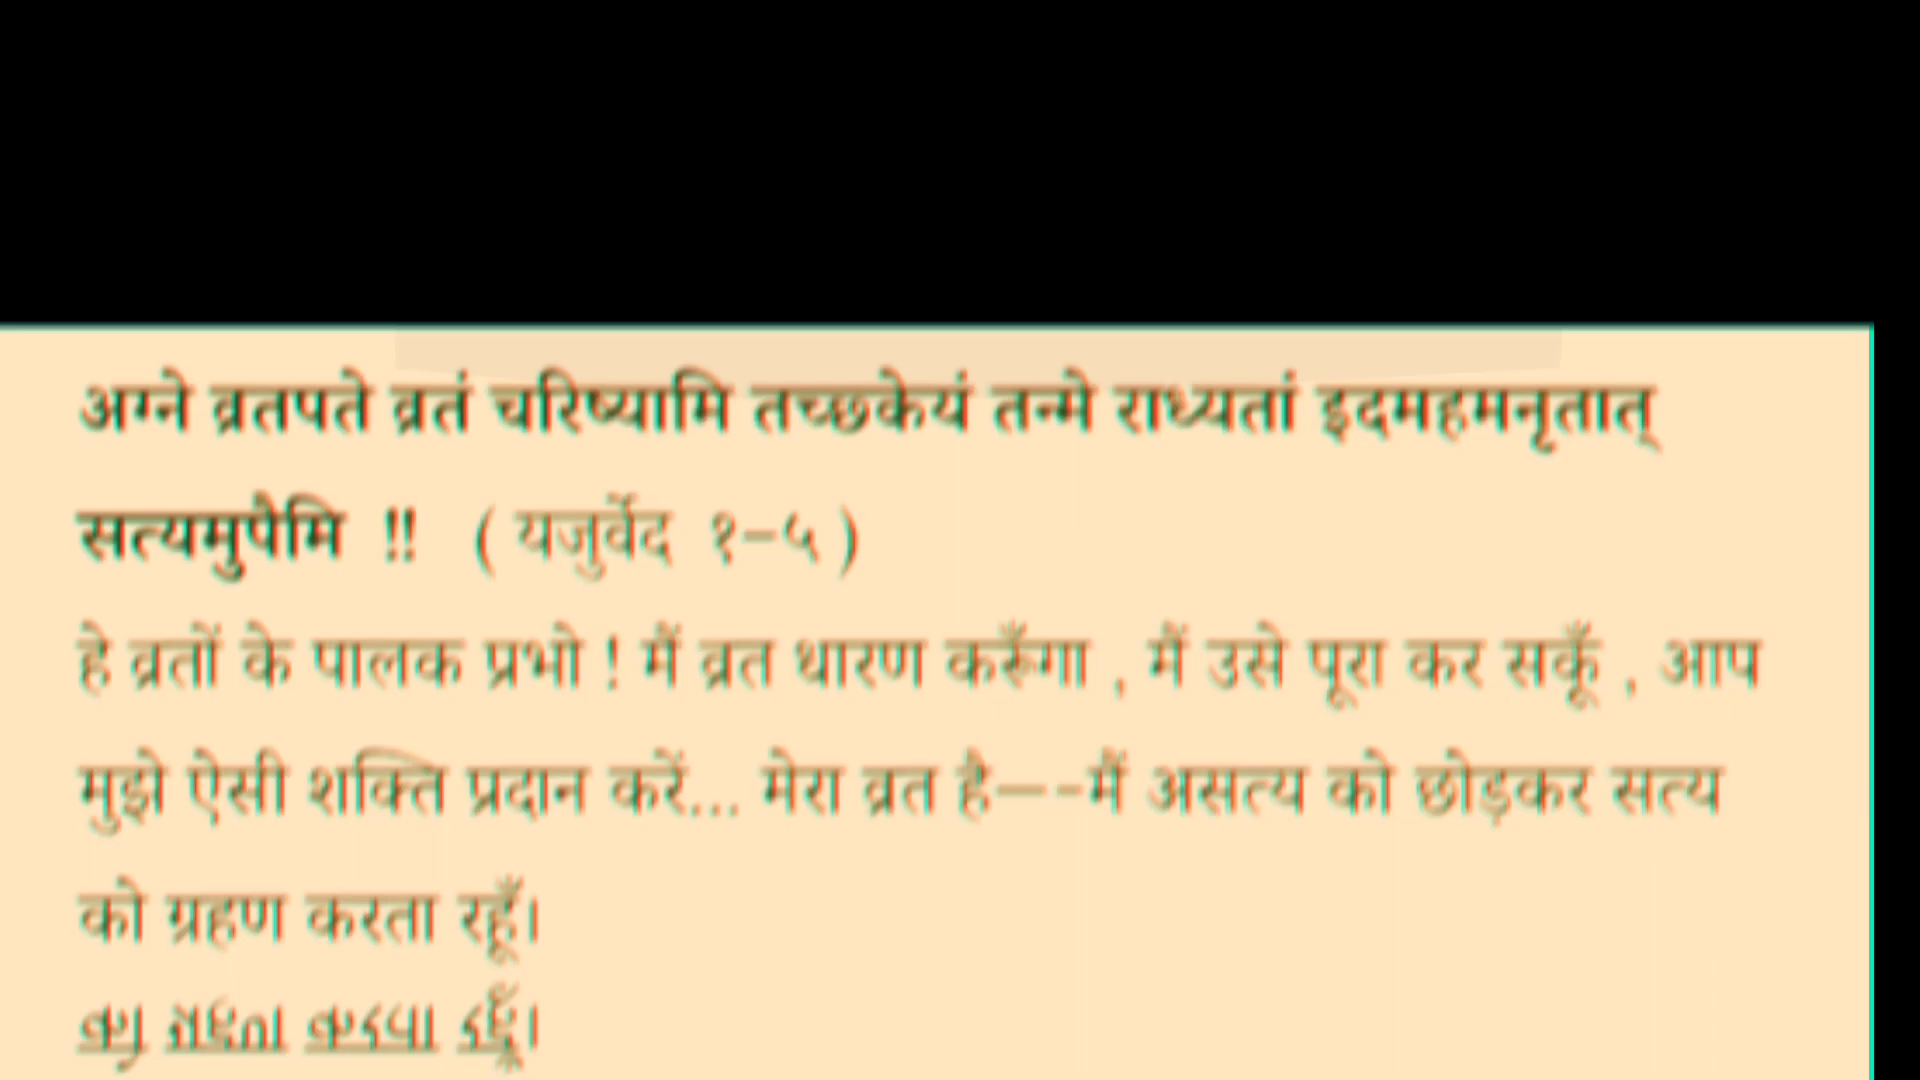 अग्ने व्रतपते व्रतं चरिष्यामि तच्छकेयं तन्मे राध्यतां इदमहमनृतात्
सत्यमुपैमि !! ( यजुर्वेद १-५ )
हे व्रतों के पालक प्रभो ! मैं व्रत धारण करूँगा , मैं उसे पूरा कर सकूँ , आप
मुझे ऐसी शक्ति प्रदान करें... मेरा व्रत है—--मैं असत्य को छोड़कर सत्य
को ग्रहण करता रहूँ।